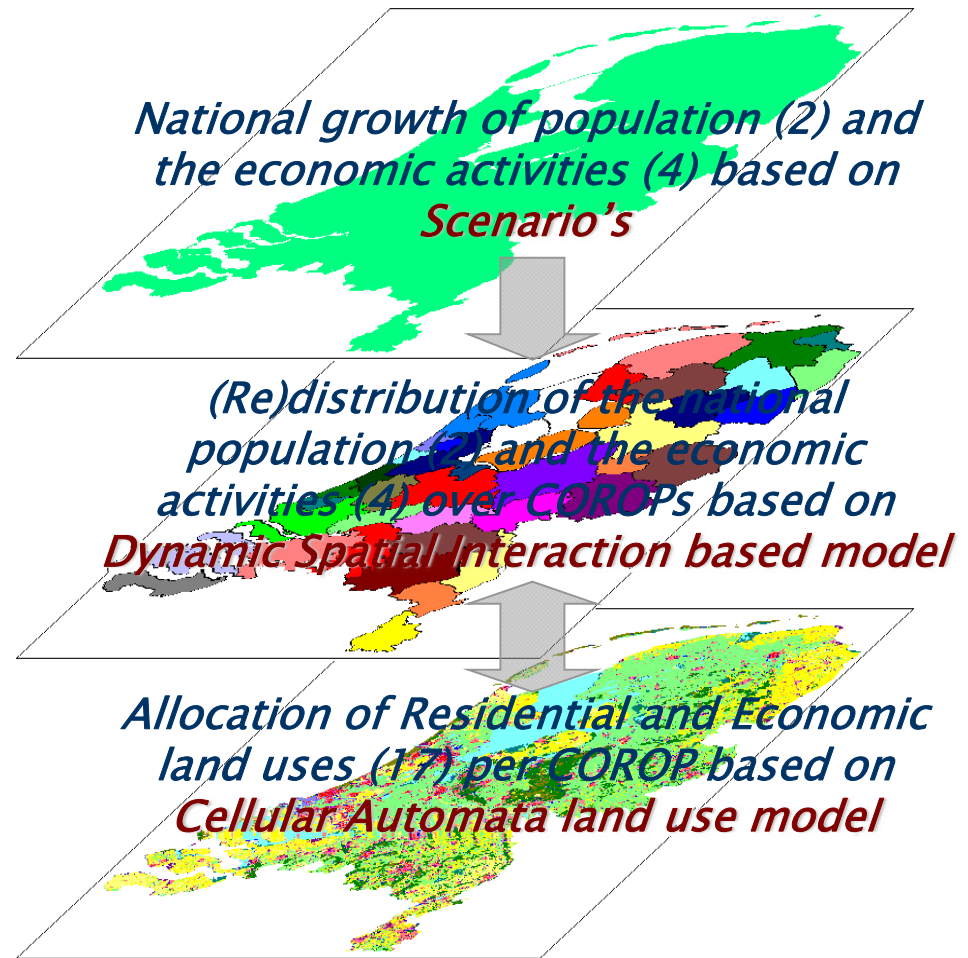 National growth of population (2) and
the economic activities (4) based on
Scenario’s
(Re)distribution of the national
population (2) and the economic
activities (4) over COROPs based on
Dynamic Spatial Interaction based model
Allocation of Residential and Economic
land uses (17) per COROP based on
Cellular Automata land use model